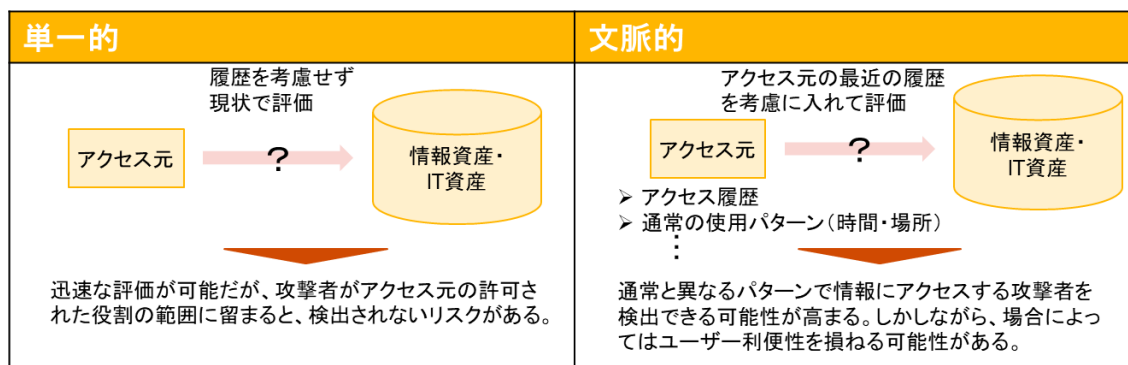 単一的
履歴を考慮せず
現状で評価
アクセス元
?
情報資産・
IT資産
迅速な評価が可能だが、攻撃者がアクセス元の許可さ
れた役割の範囲に留まると、検出されないリスクがある。
文脈的
アクセス元の最近の履歴
を考慮に入れて評価
アクセス元
?
情報資産・
IT資産
➢ アクセス履歴
➢ 通常の使用パターン(時間・場所)
⋮
通常と異なるパターンで情報にアクセスする攻撃者を
検出できる可能性が高まる。しかしながら、場合によっ
てはユーザー利便性を損ねる可能性がある。